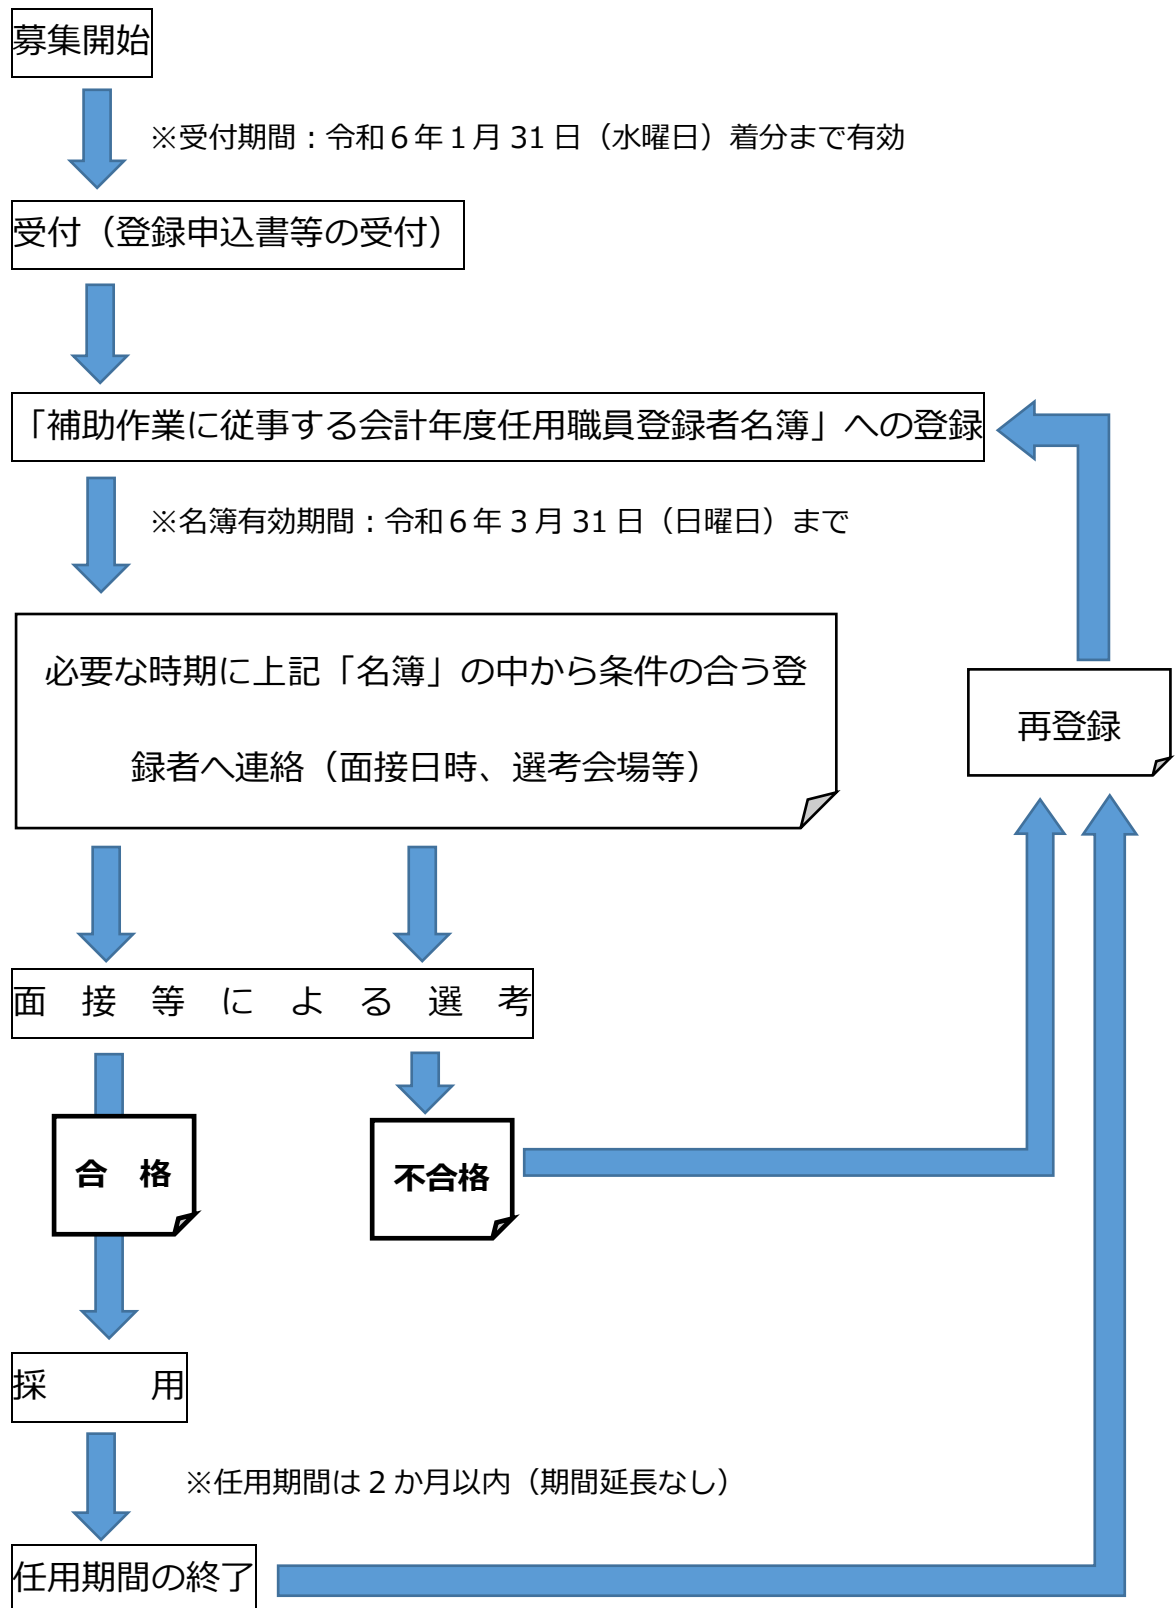 募集開始
※受付期間：令和６年１月 31 日（水曜日）着分まで有効
受付（登録申込書等の受付）
「補助作業に従事する会計年度任用職員登録者名簿」への登録
※名簿有効期間：令和６年３月 31 日（日曜日）まで
必要な時期に上記「名簿」の中から条件の合う登
録者へ連絡（面接日時、選考会場等）
再登録
面　接　等　に　よ　る　選　考
合　格
不合格
採　　　用
※任用期間は２か月以内（期間延長なし）
任用期間の終了